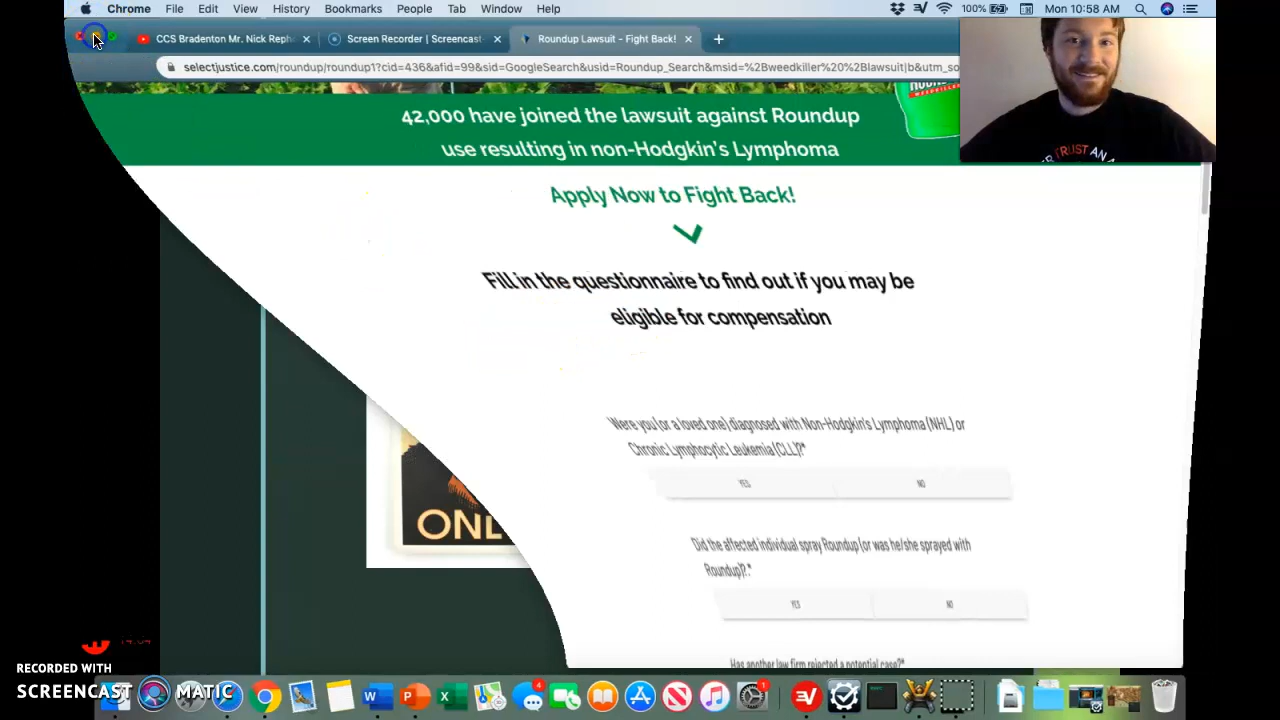 Chrome File Edit View History Bookmarks People Tab Window Help
100% Mon 10:58 AM
CCS Bradenton Mr. Nick Reph
Screen Recorder | Screencast-
Roundup Lawsuit - Fight Back!
selectjustice.com/roundup/roundup1?cid=436&afid=99&sid=GoogleSearch&usid=Roundup_Search&msid=%2Bweedkiller%20%2Blawsuit|b&utm_so
42,000 have joined the lawsuit against Roundup
use resulting in non-Hodgkin's Lymphoma
TRUST AN A
Apply Now to Fight Back!
Fill in the questionnaire to find out if you may be
eligible for compensation
Were you (or a loved one) diagnosed with Non-Hodgkin's Lymphoma (NHL) or
Chronic Lymphocytic Leukemia (CLL)?*
YES NO
ONL
Did the affected individual spray Roundup (or was he/she sprayed with
Roundup)?.*
YES NO
Has another law firm rejected a potential case?*
RECORDED WITH
SCREENCAST MATIC
4
1